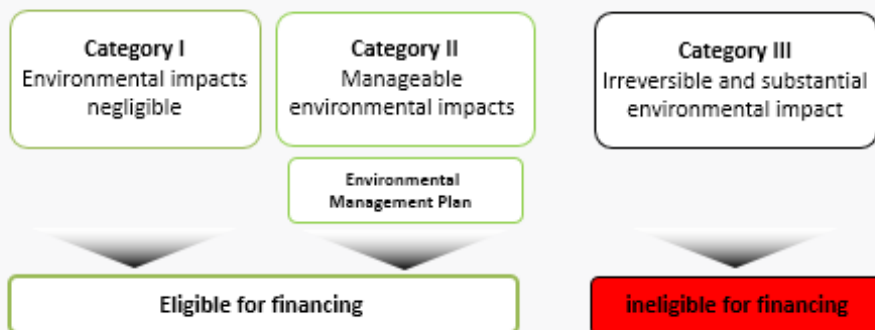 Category I
Environmental impacts
negligible
Category II
Manageable
environmental impacts
Category III
Irreversible and substantial
environmental impact
Environmental
Management Plan
Eligible for financing
ineligible for financing